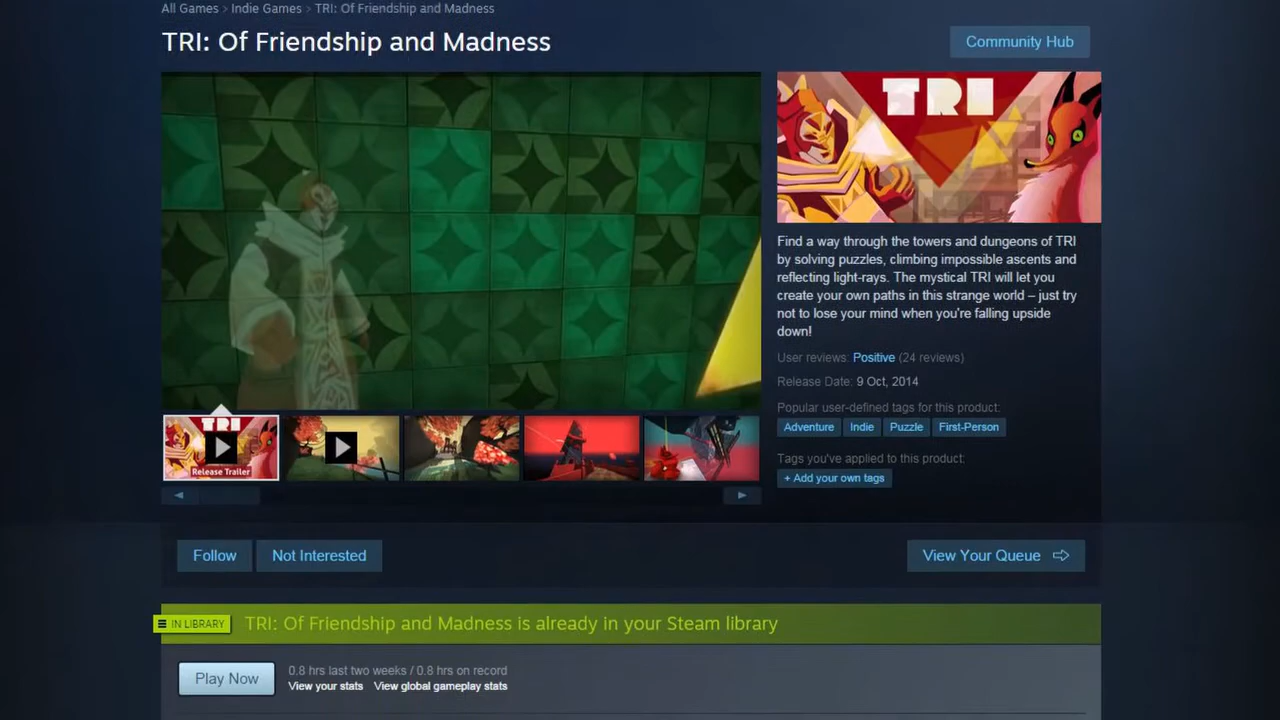 All Games > Indie Games > TRI: Of Friendship and Madness
TRI: Of Friendship and Madness
Community Hub
TRI
Find a way through the towers and dungeons of TRI
by solving puzzles, climbing impossible ascents and
reflecting light-rays. The mystical TRI will let you
create your own paths in this strange world – just try
not to lose your mind when you're falling upside
down!
User reviews: Positive (24 reviews)
Release Date: 9 Oct, 2014
Popular user-defined tags for this product:
Adventure Indie Puzzle First-Person
Tags you've applied to this product:
+ Add your own tags
TRI
Release Trailer
Follow Not Interested View Your Queue
IN LIBRARY TRI: Of Friendship and Madness is already in your Steam library
Play Now
0.8 hrs last two weeks / 0.8 hrs on record
View your stats View global gameplay stats